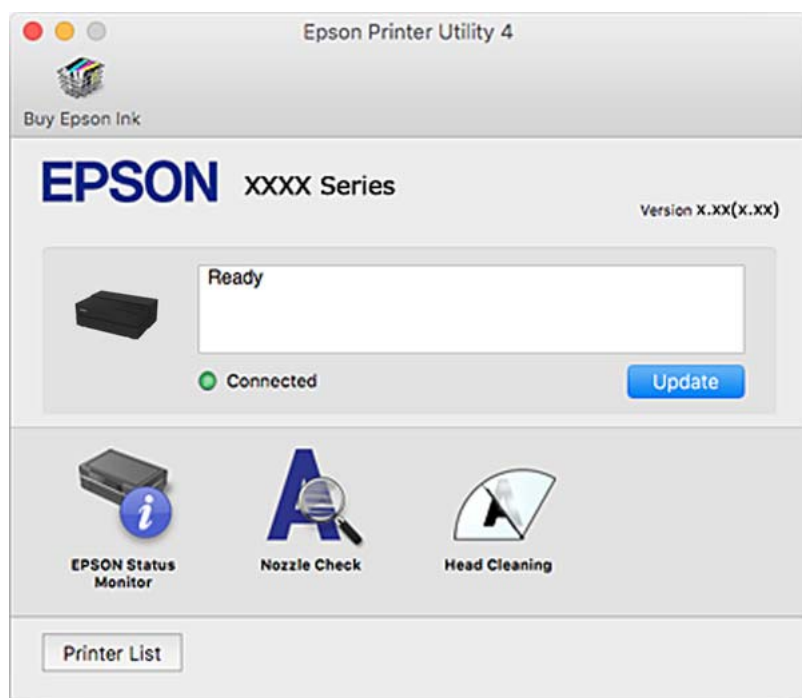 Epson Printer Utility 4
Buy Epson Ink
EPSON XXXX Series
Version X.XX(X.XX)
Ready
Connected
Update
EPSON Status
Monitor
Nozzle Check
Head Cleaning
Printer List